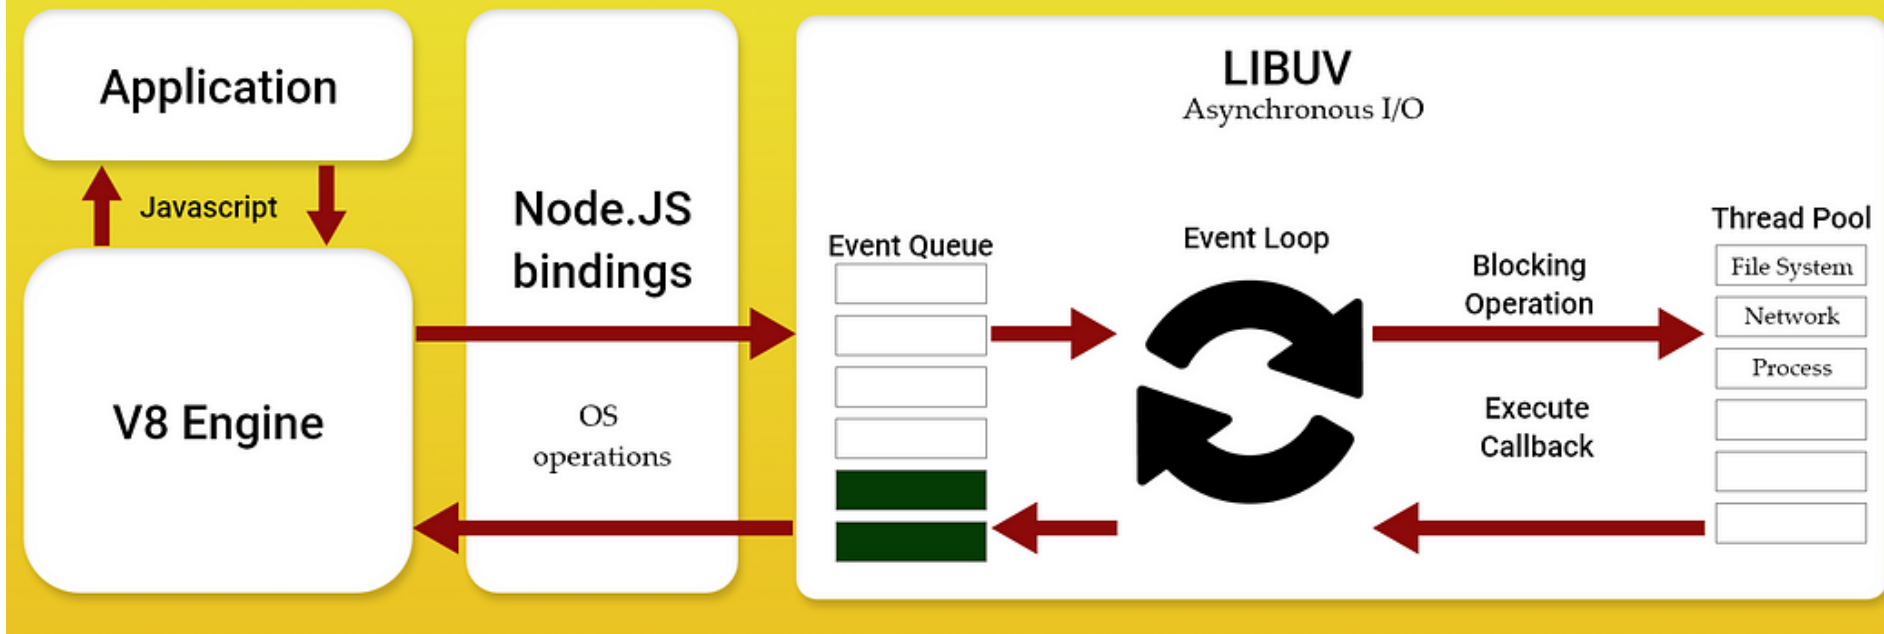 Application
Javascript
V8 Engine
Node.JS
bindings
OS
operations
LIBUV
Asynchronous I/O
Event Queue
Event Loop
Blocking
Operation
Execute
Callback
Thread Pool
File System
Network
Process